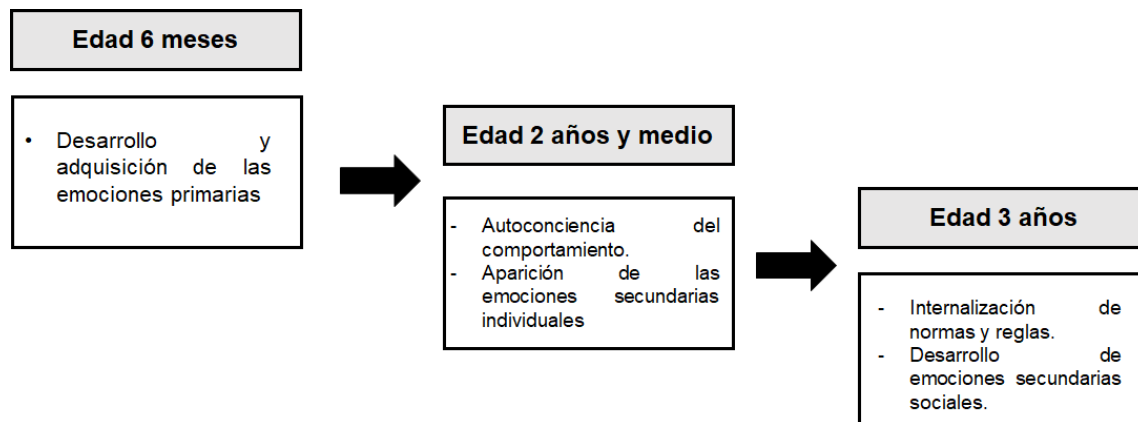 Edad 6 meses
• Desarrollo y
adquisición de las
emociones primarias
Edad 2 años y medio
- Autoconciencia del
comportamiento.
- Aparición de las
emociones secundarias
individuales
Edad 3 años
- Internalización de
normas y reglas.
- Desarrollo de
emociones secundarias
sociales.